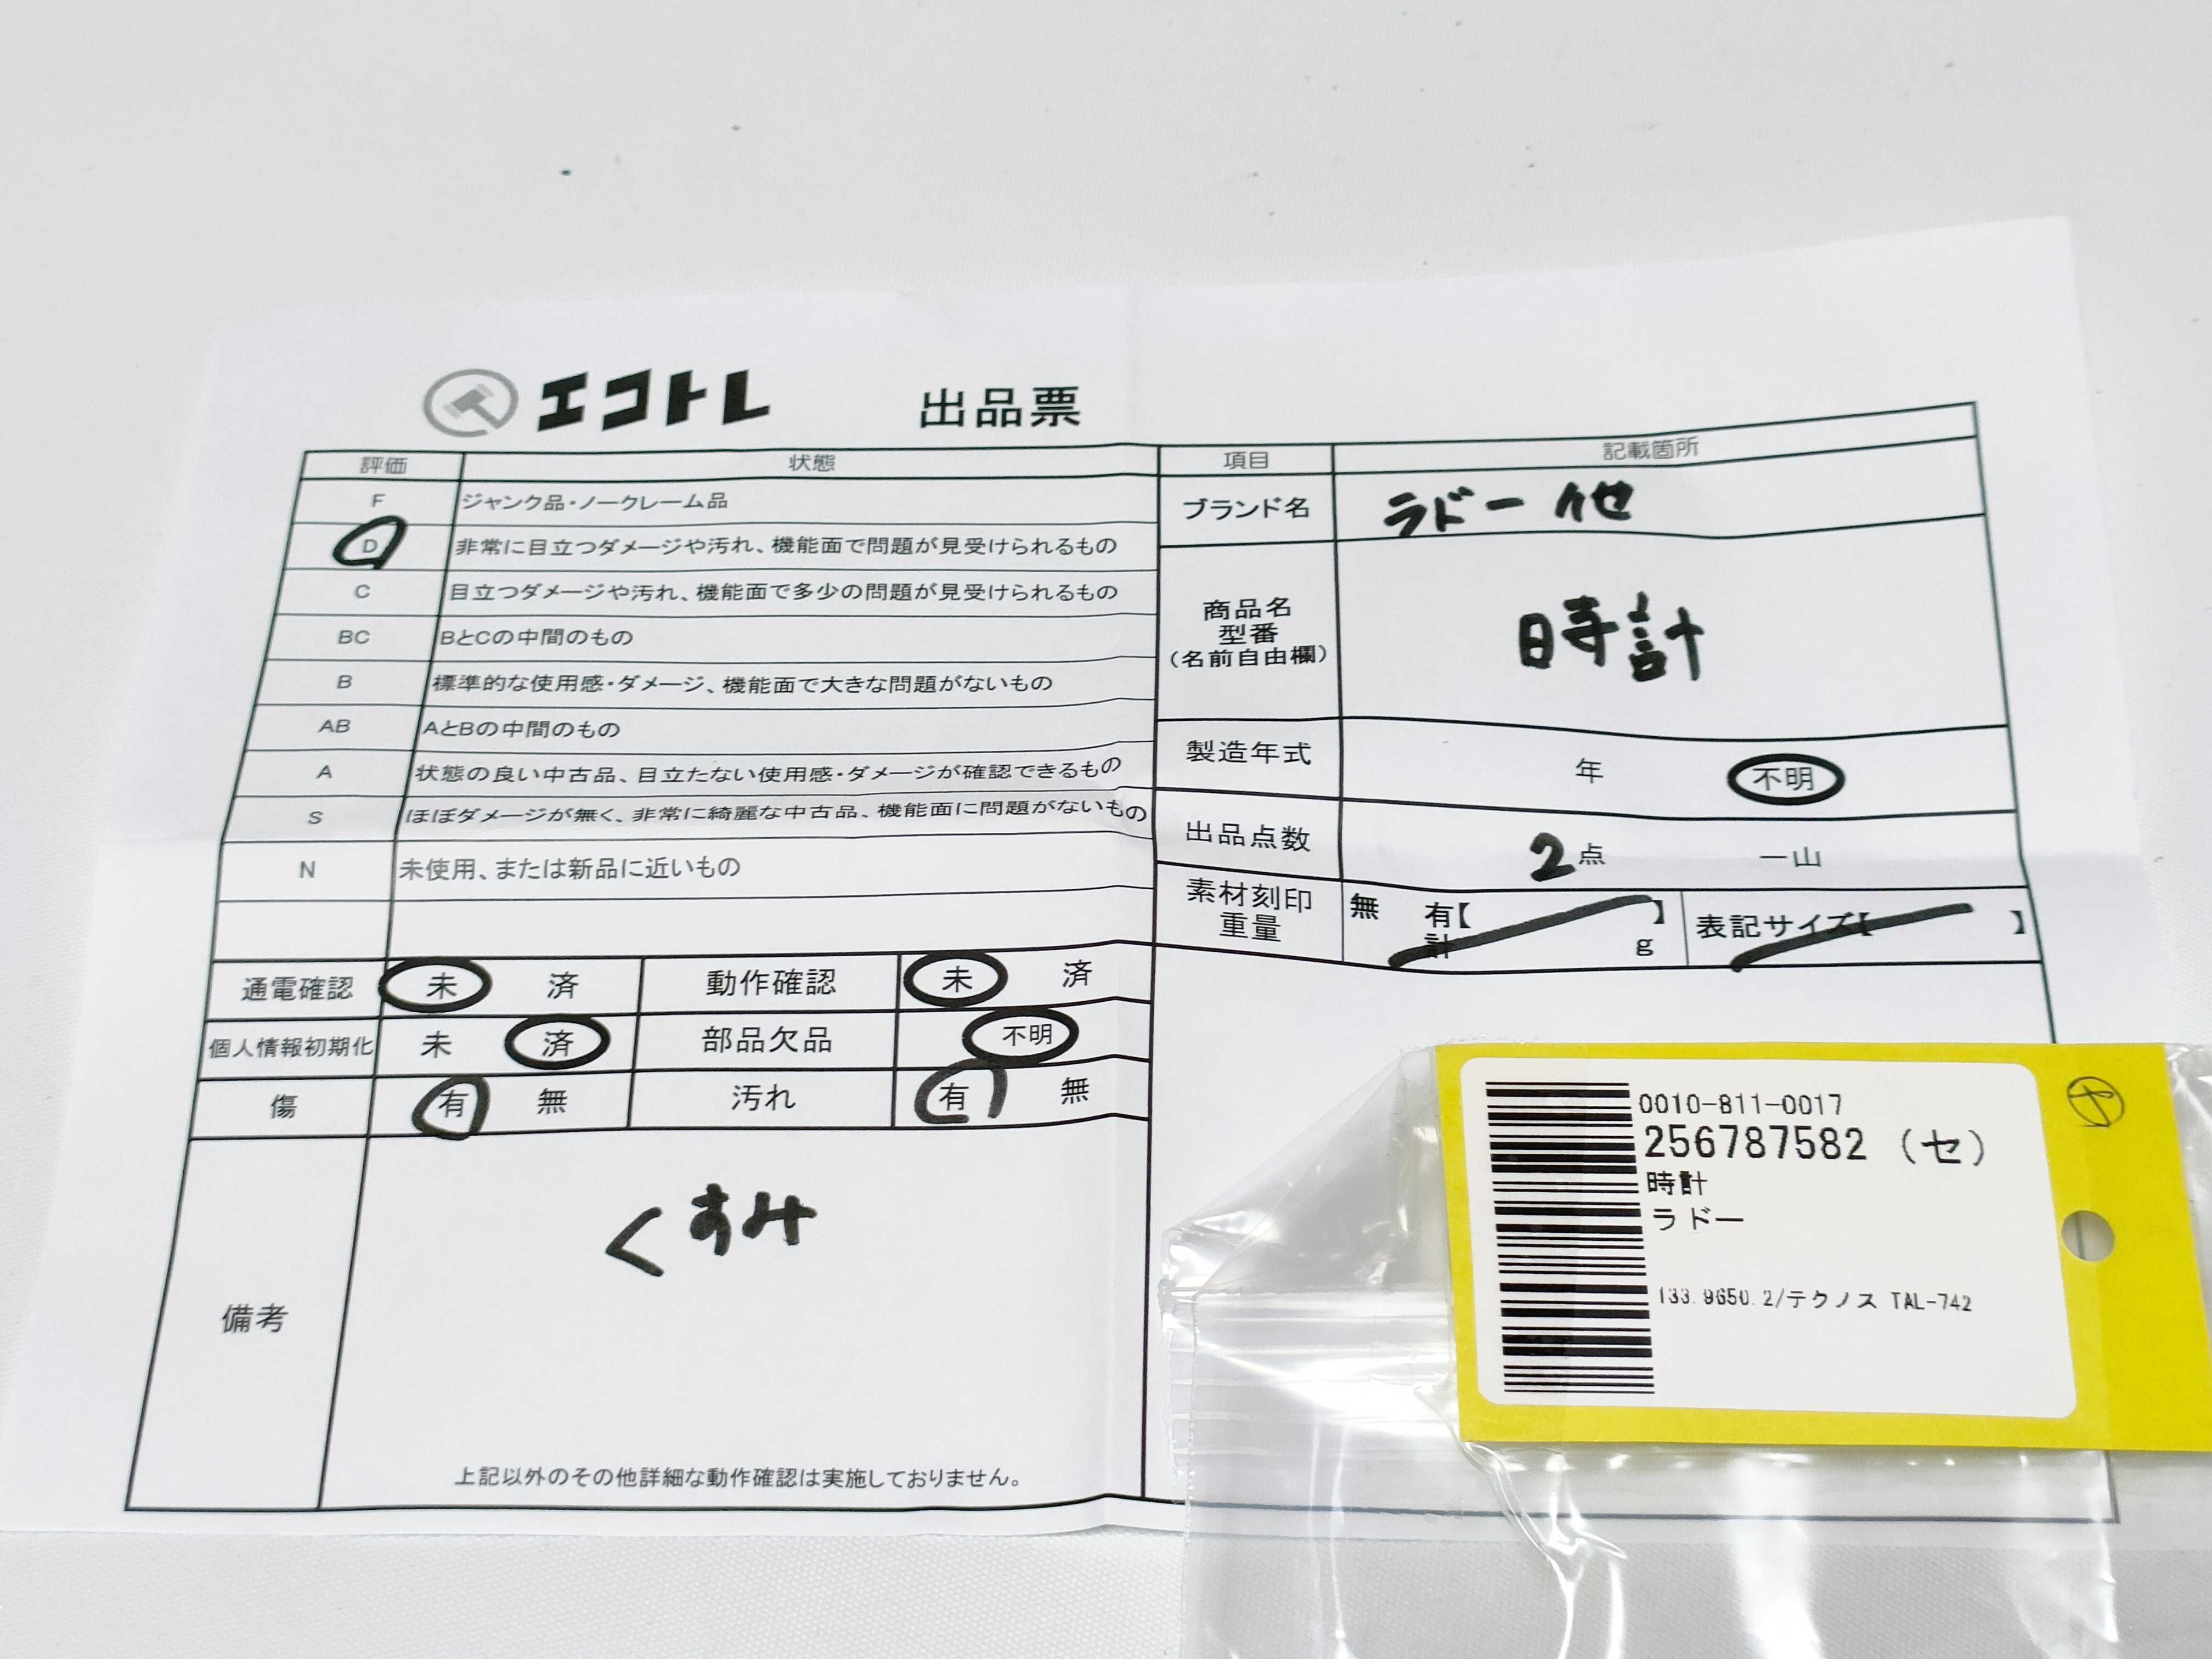 エコトレ 出品票
評価 状態
F ジャンク品・ノークレーム品
D 非常に目立つダメージや汚れ、機能面で問題が見受けられるもの
C 目立つダメージや汚れ、機能面で多少の問題が見受けられるもの
BC BとCの中間のもの
B 標準的な使用感・ダメージ、機能面で大きな問題がないもの
AB AとBの中間のもの
A 状態の良い中古品、目立たない使用感・ダメージが確認できるもの
S ほぼダメージが無く、非常に綺麗な中古品、機能面に問題がないもの
N 未使用、または新品に近いもの
通電確認 未 済 動作確認 未 済
個人情報初期化 未 済 部品欠品 不明
傷 有 無 汚れ 有 無
備考 くすみ
上記以外のその他詳細な動作確認は実施しておりません。
項目 記載箇所
ブランド名 ラドー 他
商品名
型番
(名前自由欄)
時計
製造年式 年 不明
出品点数 2点 一山
素材刻印
重量
無 有【 】
計 g
表記サイズ【 】
0010-811-0017
256787582 (セ)
時計
ラドー
133.9650.2/テクノス TAL-742